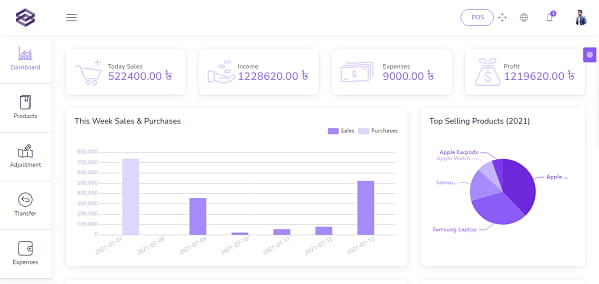 POS
1
Dashboard
Products
Adjustment
Transfer
Expenses
Today Sales
522400.00 ৳
Income
1228620.00 ৳
Expenses
9000.00 ৳
Profit
1219620.00 ৳
This Week Sales & Purchases
Sales
Purchases
800,000
700,000
600,000
500,000
400,000
300,000
200,000
100,000
0
2021-07-07
2021-07-08
2021-07-09
2021-07-10
2021-07-11
2021-07-12
2021-07-13
Top Selling Products (2021)
Apple Earpods
Apple Watch
Samsu...
Samsung Laptop
Apple ...